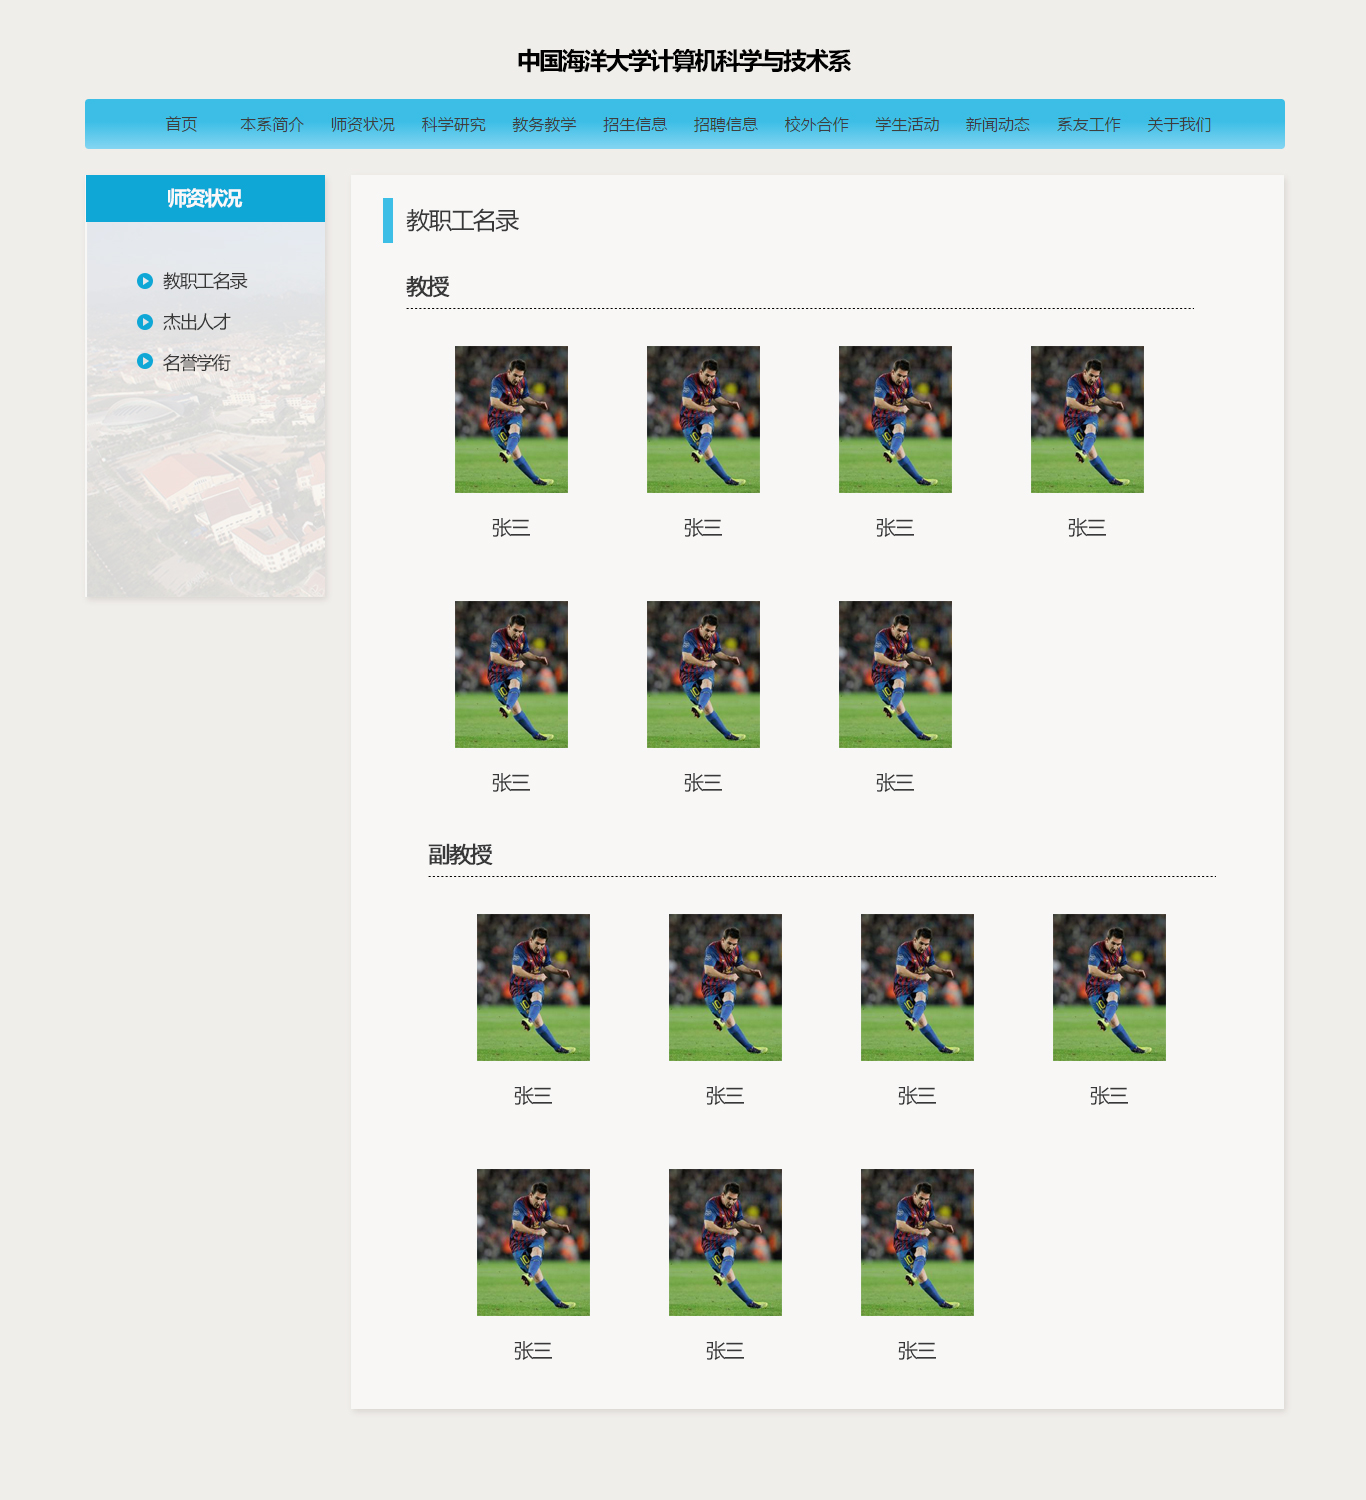 中国海洋大学计算机科学与技术系
首页 本系简介 师资状况 科学研究 教务教学 招生信息 招聘信息 校外合作 学生活动 新闻动态 系友工作 关于我们
师资状况
教职工名录
杰出人才
名誉学衔
教职工名录
教授
张三 张三 张三 张三
张三 张三 张三
副教授
张三 张三 张三 张三
张三 张三 张三